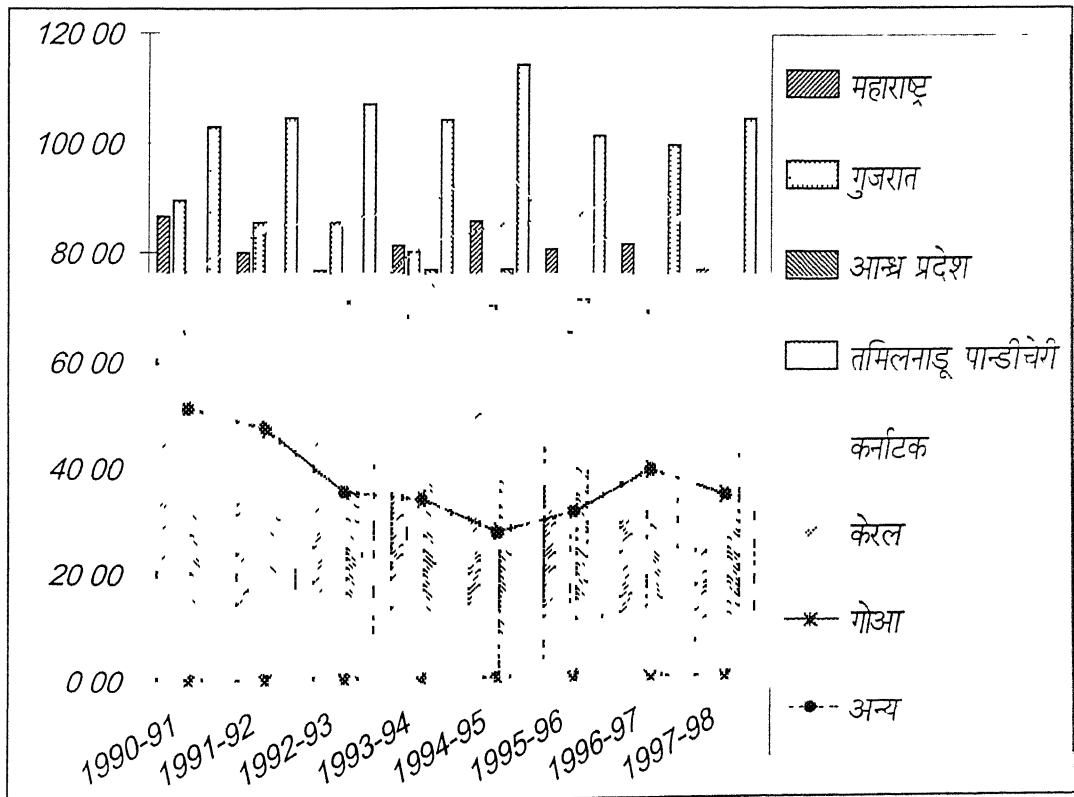 120 00
100 00
80 00
60 00
40 00
20 00
0 00
1990-91
1991-92
1992-93
1993-94
1994-95
1995-96
1996-97
1997-98
महाराष्ट्र
गुजरात
आन्ध्र प्रदेश
तमिलनाडू पान्डीचेरी
कर्नाटक
केरल
गोआ
अन्य